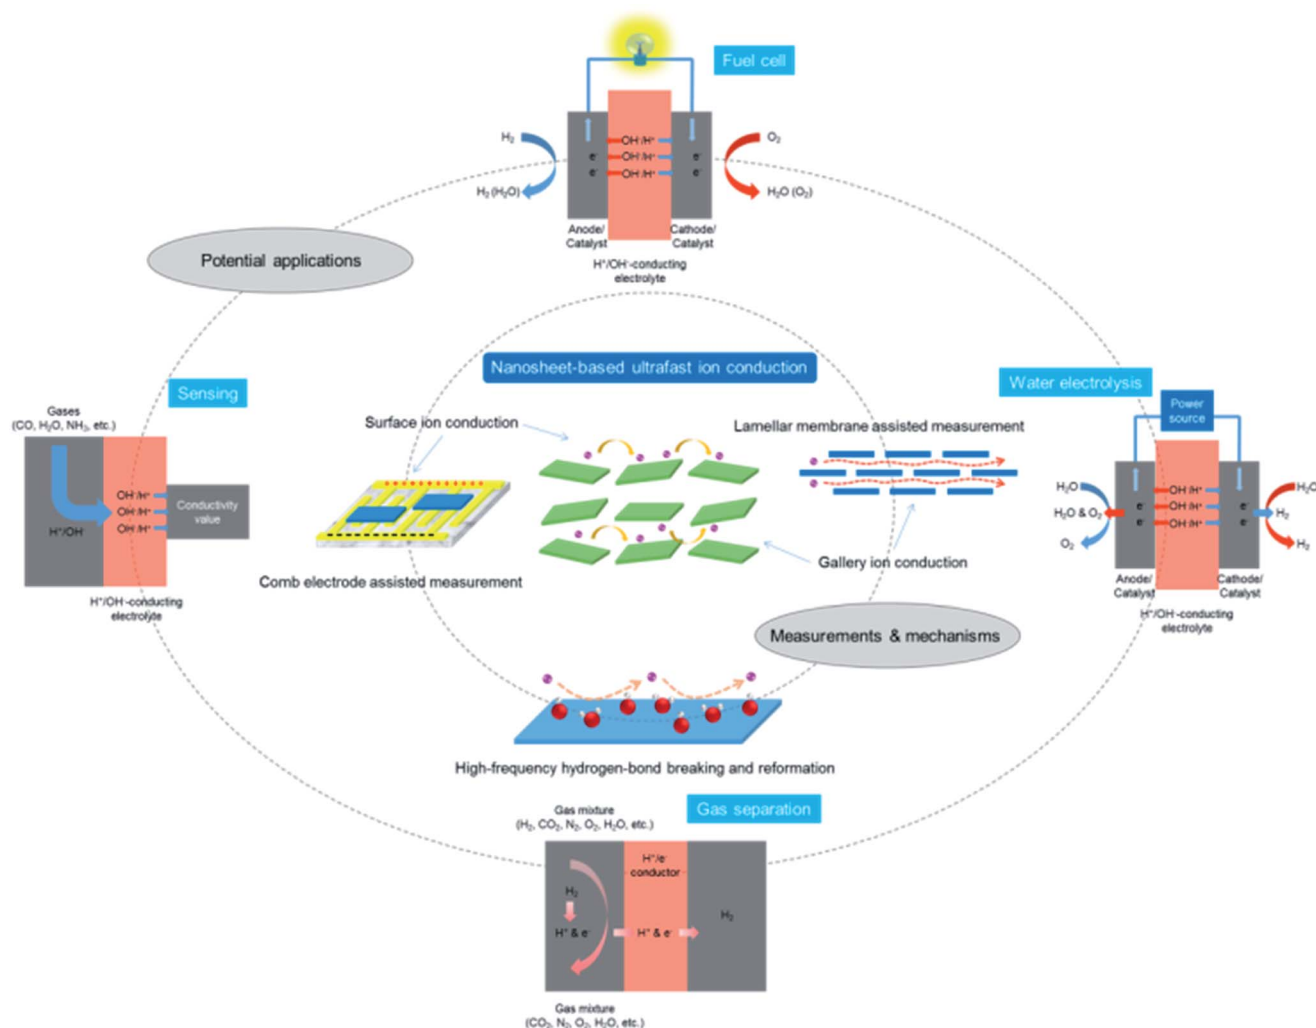 Fuel cell
H₂
OH⁻/H⁺
O₂
e⁻
OH⁻/H⁺
e⁻
e⁻
OH⁻/H⁺
e⁻
H₂ (H₂O)
H₂O (O₂)
Anode/
Catalyst
Cathode/
Catalyst
H⁺/OH⁻-conducting
electrolyte
Potential applications
Nanosheet-based ultrafast ion conduction
Surface ion conduction
Lamellar membrane assisted measurement
Gallery ion conduction
Comb electrode assisted measurement
Measurements & mechanisms
High-frequency hydrogen-bond breaking and reformation
Sensing
Gases
(CO, H₂O, NH₃, etc.)
OH⁻/H⁺
OH⁻/H⁺
OH⁻/H⁺
H⁺/OH⁻
Conductivity
value
H⁺/OH⁻-conducting
electrolyte
Water electrolysis
Power
source
H₂O
OH⁻/H⁺
H₂O
H₂O & O₂
e⁻
OH⁻/H⁺
e⁻
H₂
e⁻
OH⁻/H⁺
e⁻
O₂
H₂
Anode/
Catalyst
Cathode/
Catalyst
H⁺/OH⁻-conducting
electrolyte
Gas separation
Gas mixture
(H₂, CO₂, N₂, O₂, H₂O, etc.)
H⁺/e⁻
conductor
H₂
H₂
H⁺ & e⁻
H⁺ & e⁻
Gas mixture
(CO₂, N₂, O₂, H₂O, etc.)